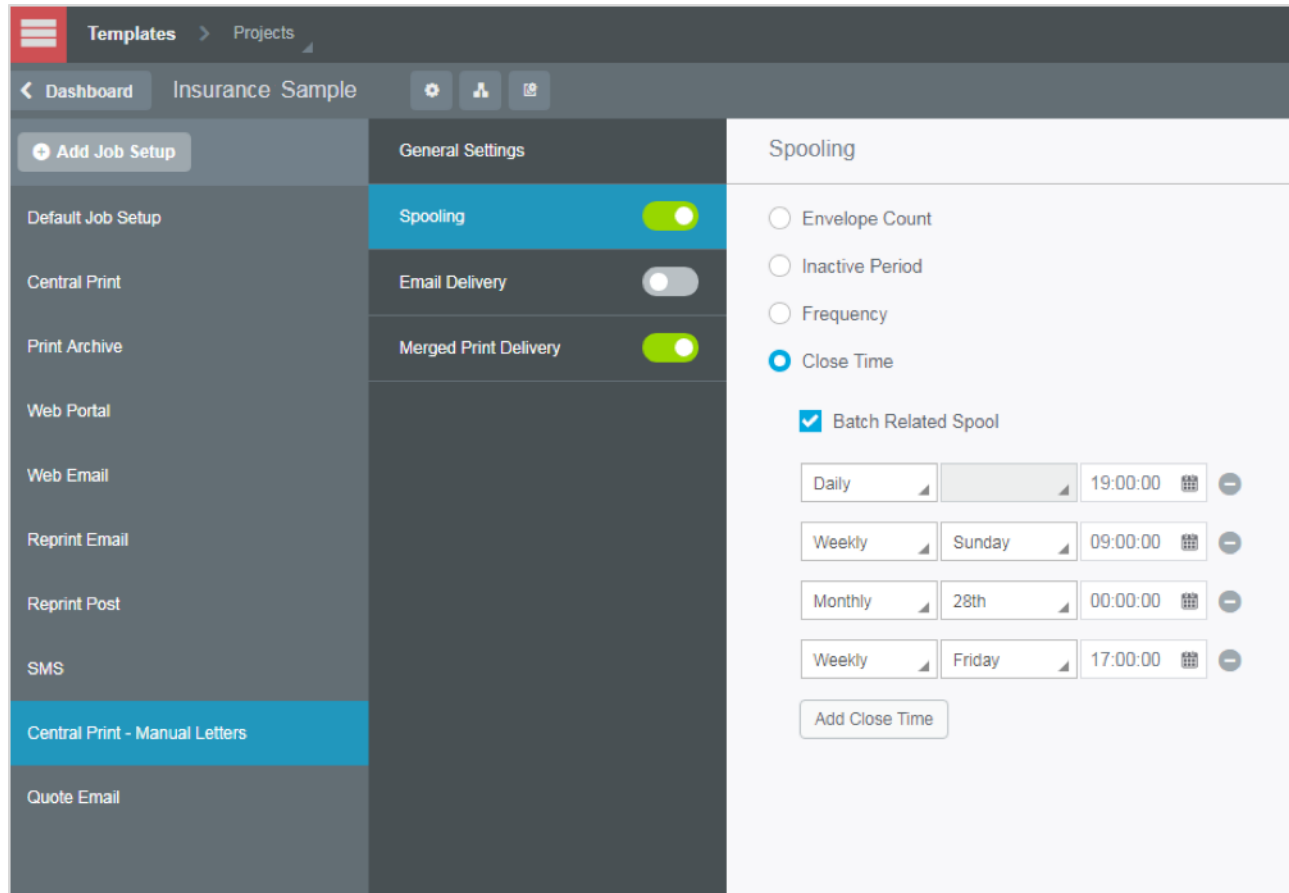 Templates > Projects
Dashboard Insurance Sample
Add Job Setup
Default Job Setup
Central Print
Print Archive
Web Portal
Web Email
Reprint Email
Reprint Post
SMS
Central Print - Manual Letters
Quote Email
General Settings
Spooling
Email Delivery
Merged Print Delivery
Spooling
Envelope Count
Inactive Period
Frequency
Close Time
Batch Related Spool
Daily 19:00:00
Weekly Sunday 09:00:00
Monthly 28th 00:00:00
Weekly Friday 17:00:00
Add Close Time